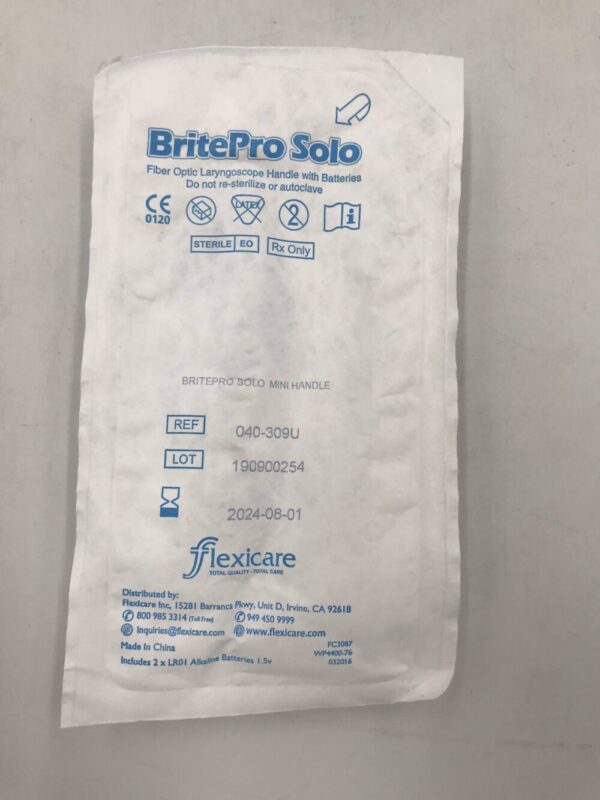 BritePro Solo
Fiber Optic Laryngoscope Handle with Batteries
Do not re-sterilize or autoclave
CE
0120
LATEX
2
i
STERILE EO
Rx Only
BRITEPRO SOLO MINI HANDLE
REF 040-309U
LOT 190900254
2024-08-01
flexicare
TOTAL QUALITY - TOTAL CARE
Distributed by:
Flexicare Inc, 15281 Barranca Pkwy, Unit D, Irvine, CA 92618
800 985 3314 (Toll Free) 949 450 9999
Inquiries@flexicare.com www.flexicare.com
Made in China
Includes 2 x LR01 Alkaline Batteries 1.5v
FC3087
WP4400-76
032016